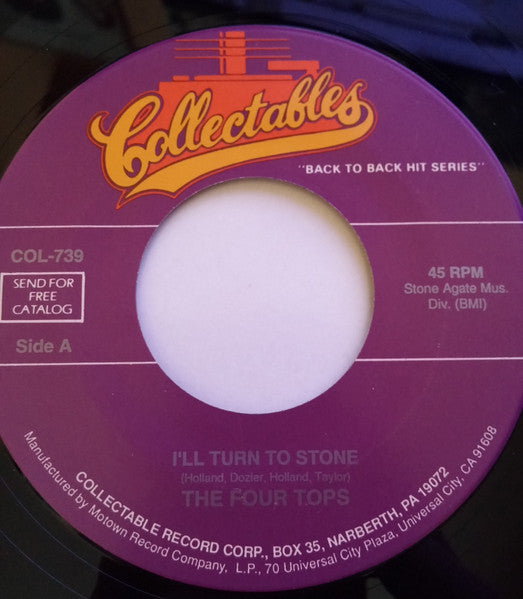 Collectables
"BACK TO BACK HIT SERIES"
COL-739
SEND FOR
FREE
CATALOG
Side A
45 RPM
Stone Agate Mus.
Div. (BMI)
I'LL TURN TO STONE
(Holland, Dozler, Holland, Taylor)
THE FOUR TOPS
COLLECTABLE RECORD CORP., BOX 35, NARBERTH, PA 19072
Manufactured by Motown Record Company, L.P., 70 Universal City Plaza, Universal City, CA 91608